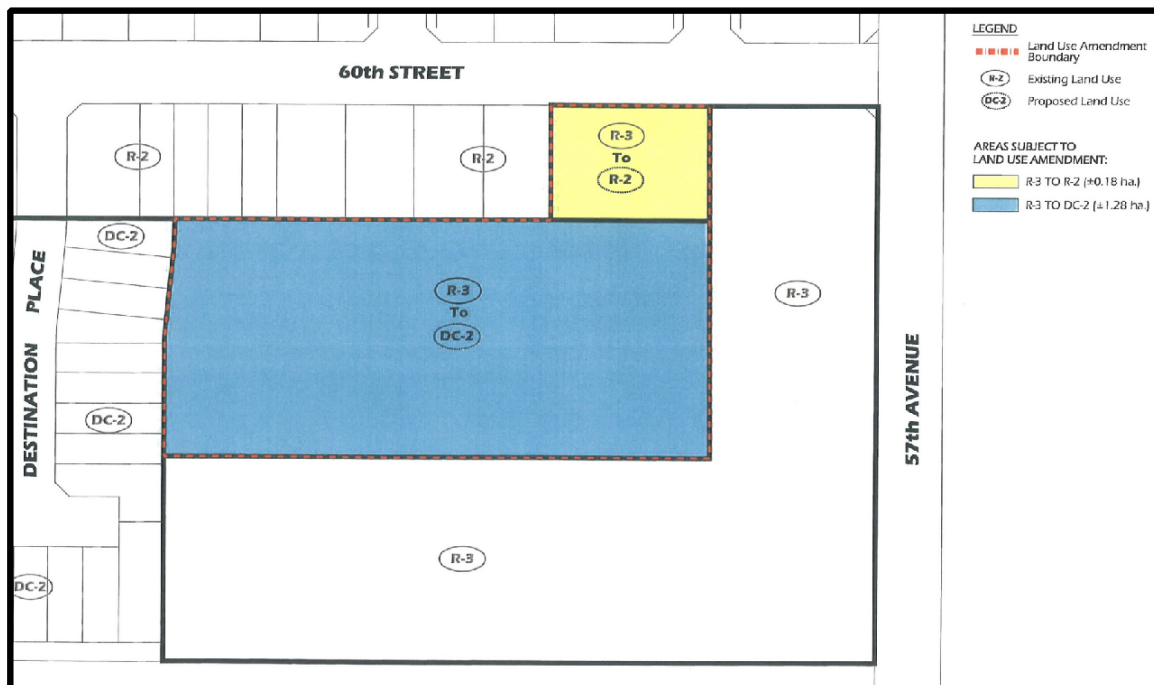 60th STREET
R-2
R-2
R-3
To
R-2
DC-2
DESTINATION PLACE
R-3
To
DC-2
R-3
57th AVENUE
DC-2
R-3
DC-2
LEGEND
Land Use Amendment
Boundary
R-2 Existing Land Use
DC-2 Proposed Land Use
AREAS SUBJECT TO
LAND USE AMENDMENT:
R-3 TO R-2 (±0.18 ha.)
R-3 TO DC-2 (±1.28 ha.)